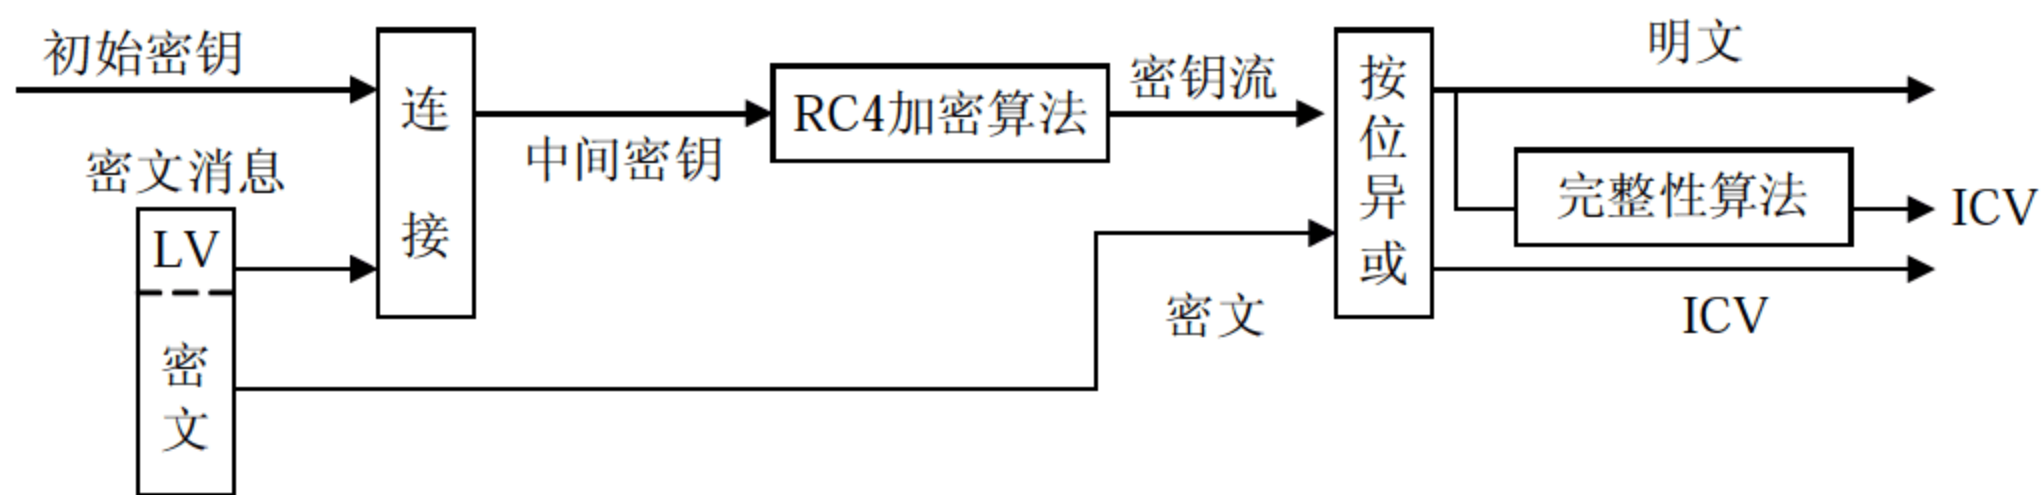 初始密钥
密文消息
LV
密文
连接
中间密钥
RC4加密算法
密钥流
密文
按位异或
明文
完整性算法
ICV
ICV